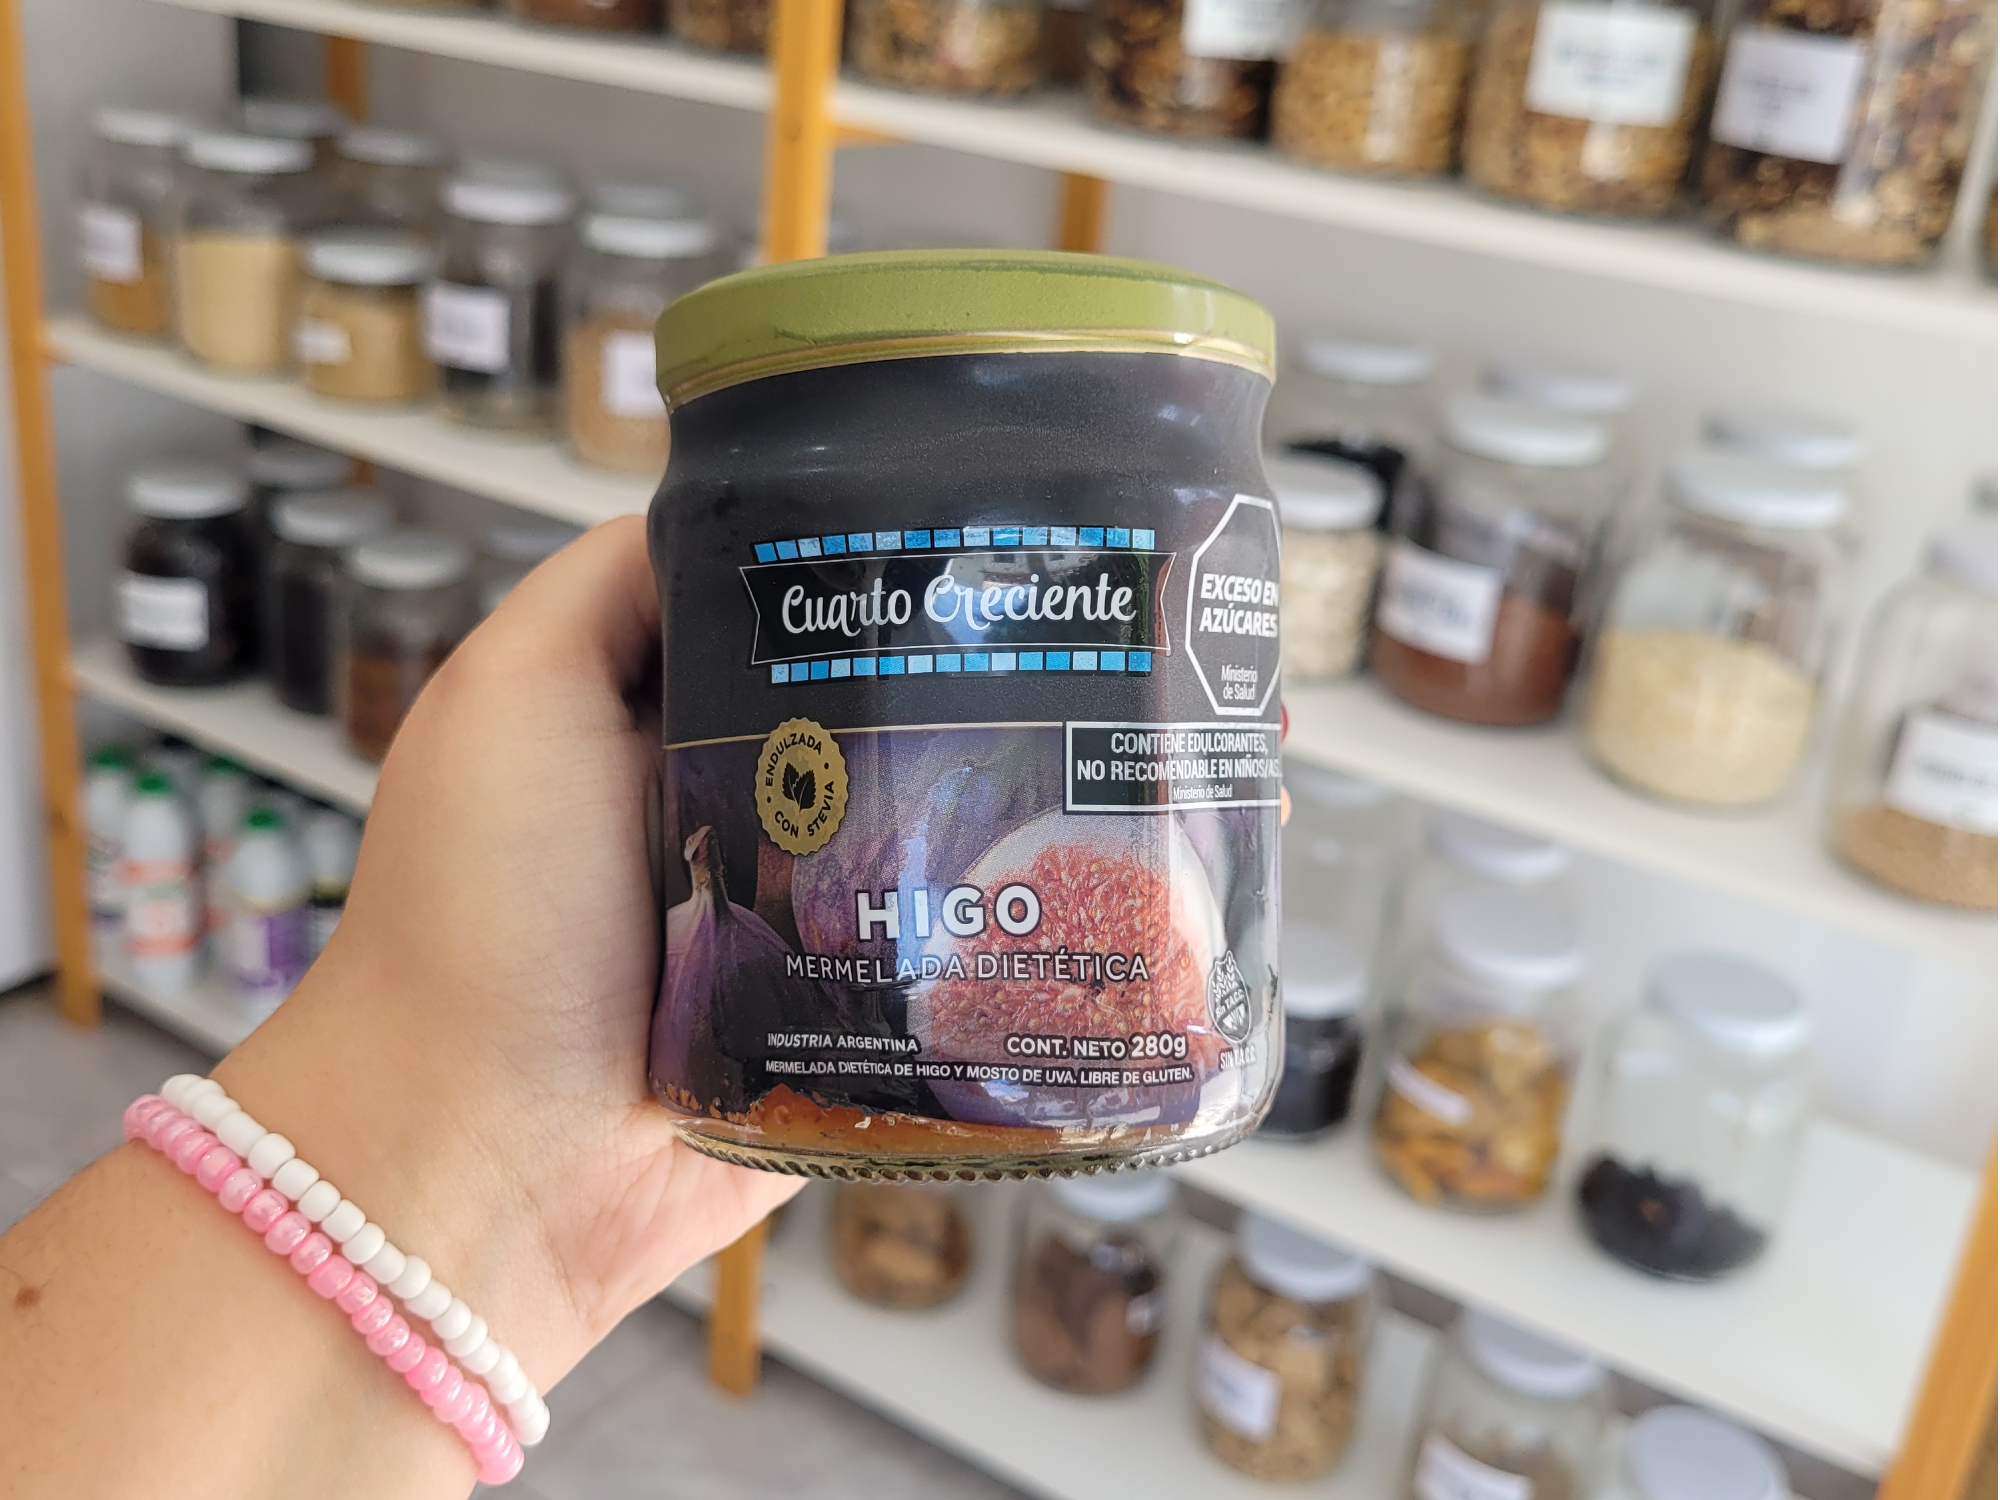 Cuarto Creciente
EXCESO EN
AZÚCARES
Ministerio
de Salud
CONTIENE EDULCORANTES,
NO RECOMENDABLE EN NIÑOS/AS.
Ministerio de Salud
ENDULZADA
CON STEVIA
HIGO
MERMELADA DIETÉTICA
INDUSTRIA ARGENTINA
CONT. NETO 280g
MERMELADA DIETÉTICA DE HIGO Y MOSTO DE UVA. LIBRE DE GLUTEN.
Sin T.A.C.C.
SIN T.A.C.C.